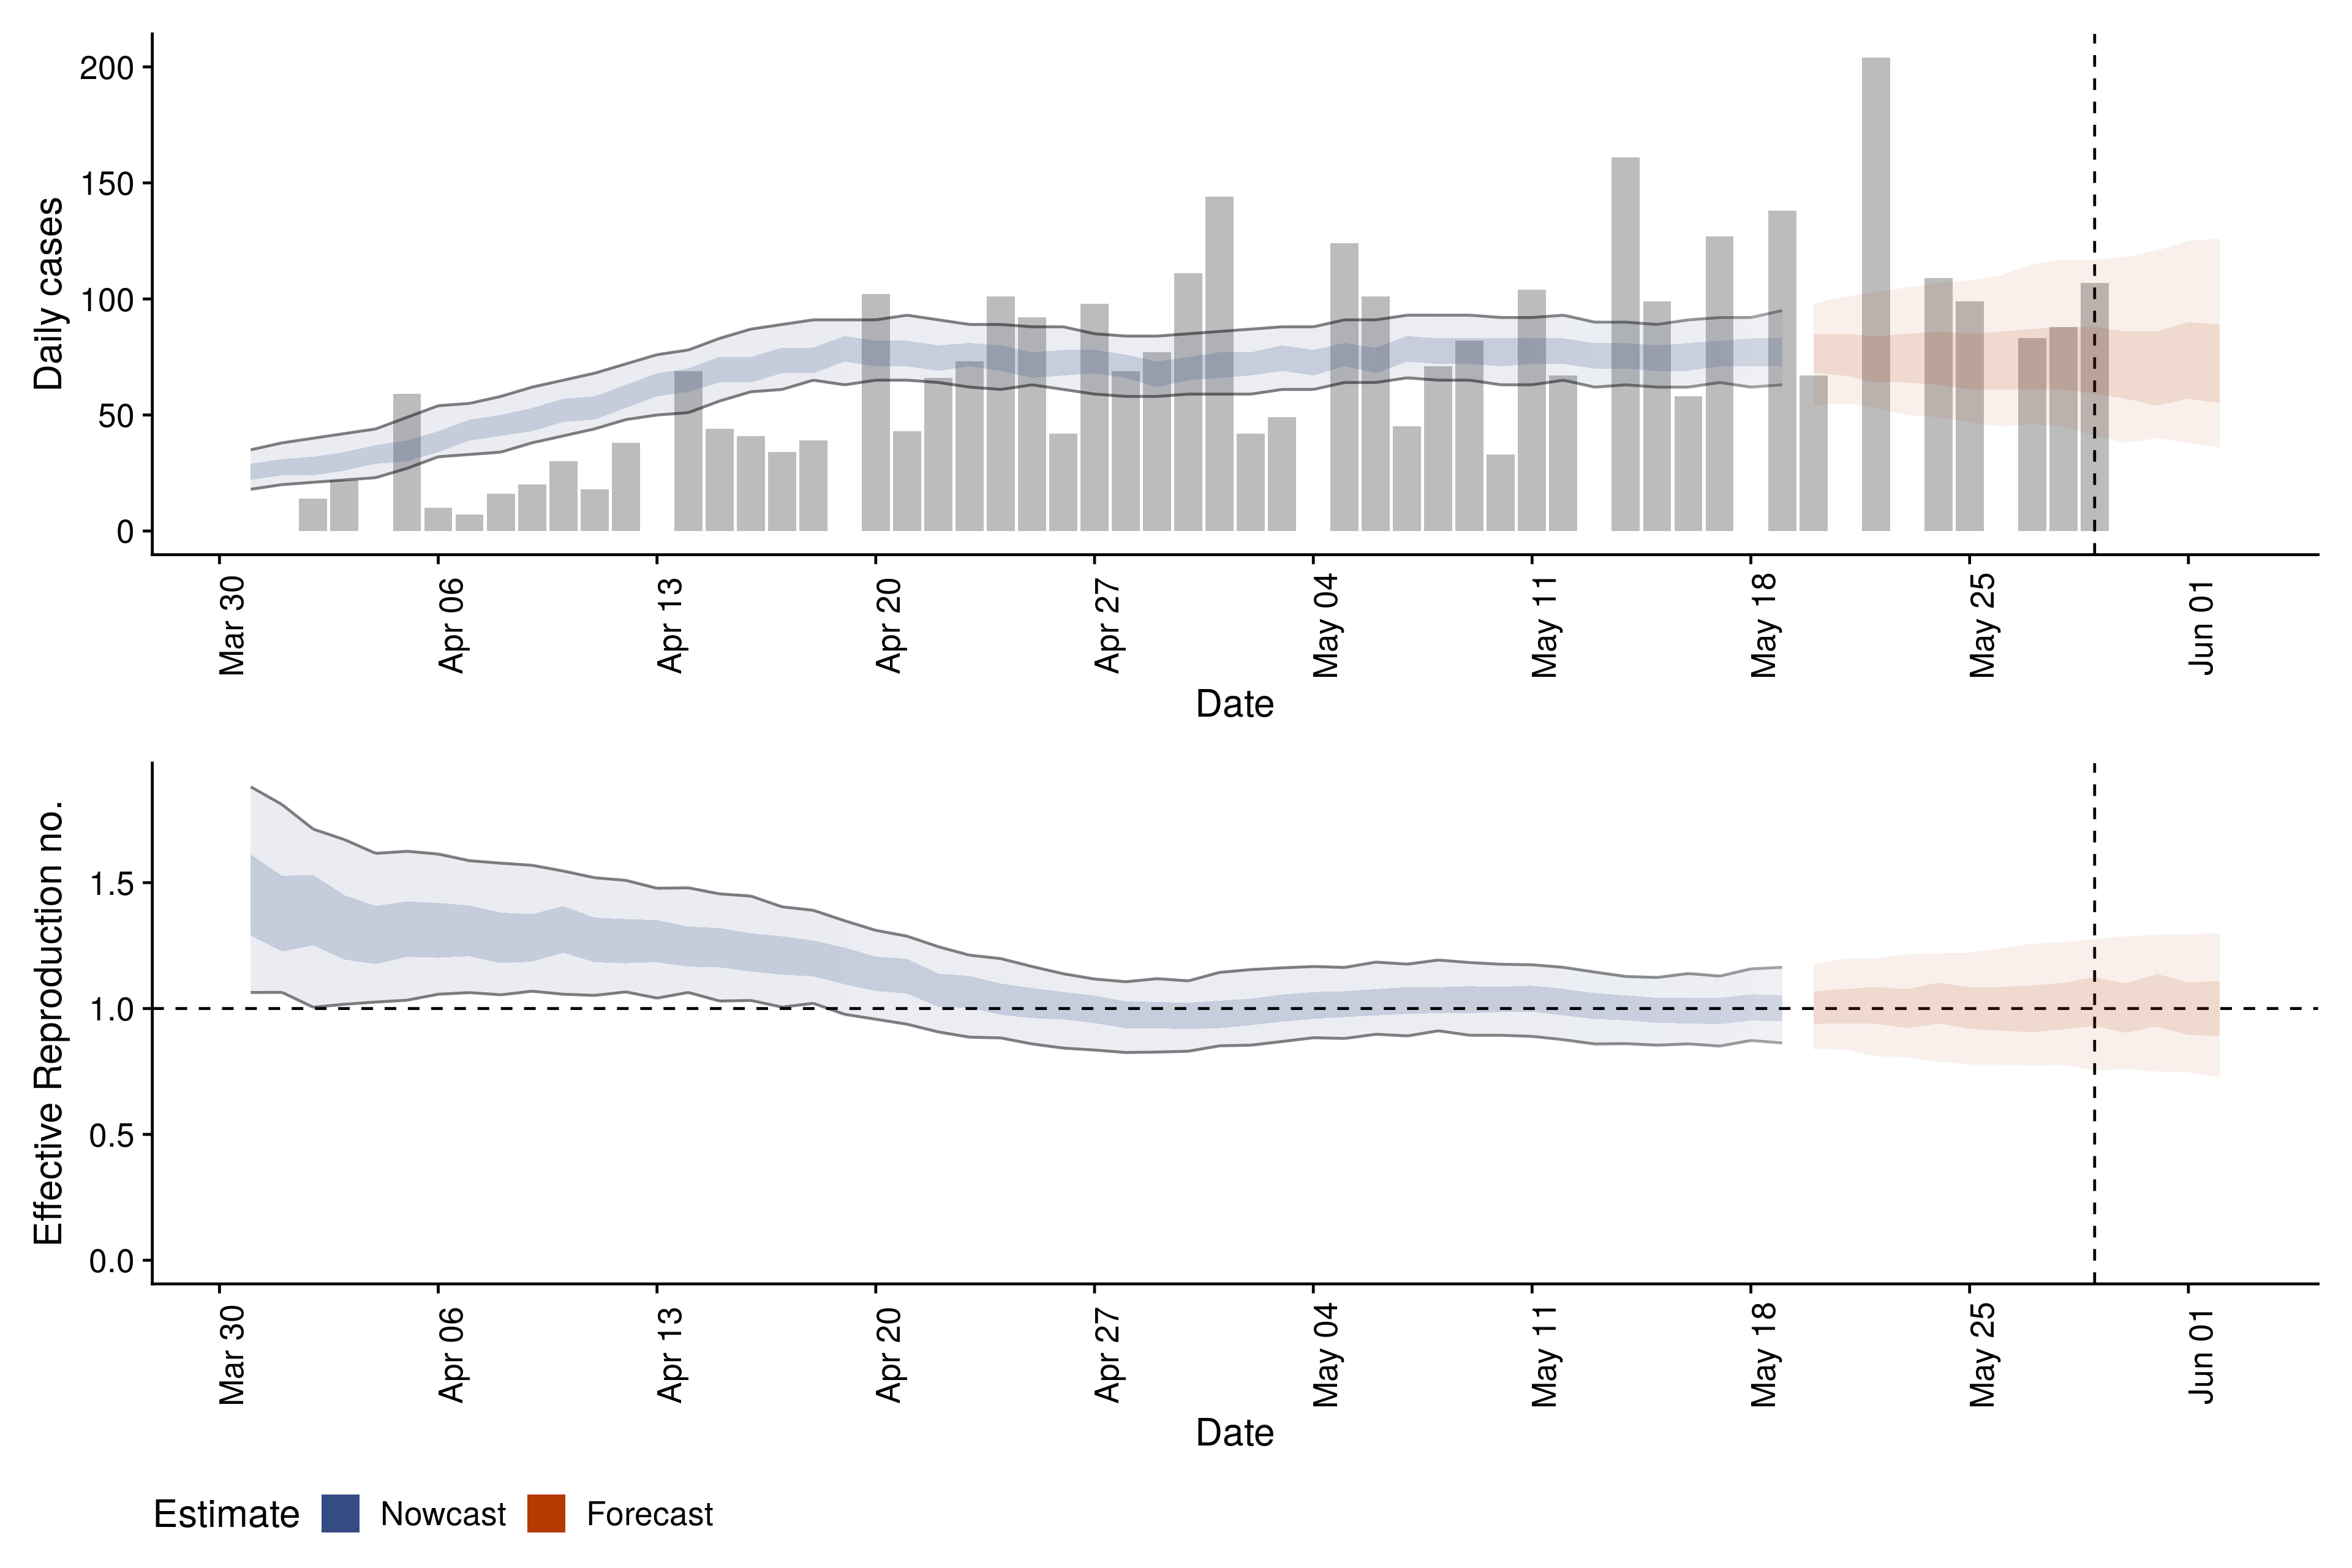 Daily cases
200
150
100
50
0
Mar 30
Apr 06
Apr 13
Apr 20
Apr 27
May 04
May 11
May 18
May 25
Jun 01
Date
Effective Reproduction no.
1.5
1.0
0.5
0.0
Mar 30
Apr 06
Apr 13
Apr 20
Apr 27
May 04
May 11
May 18
May 25
Jun 01
Date
Estimate Nowcast Forecast